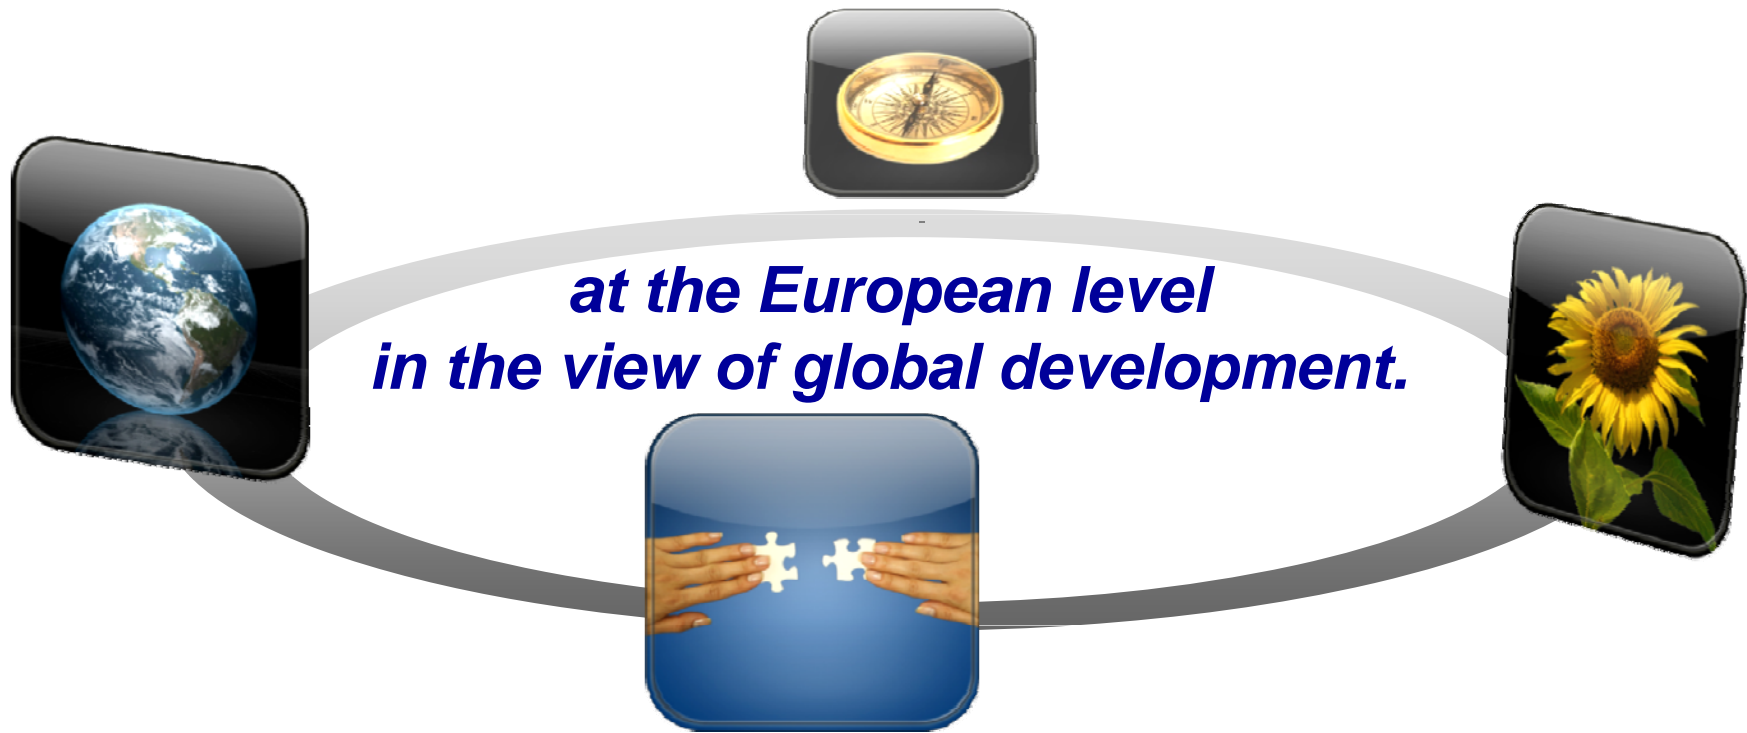 at the European level
in the view of global development.